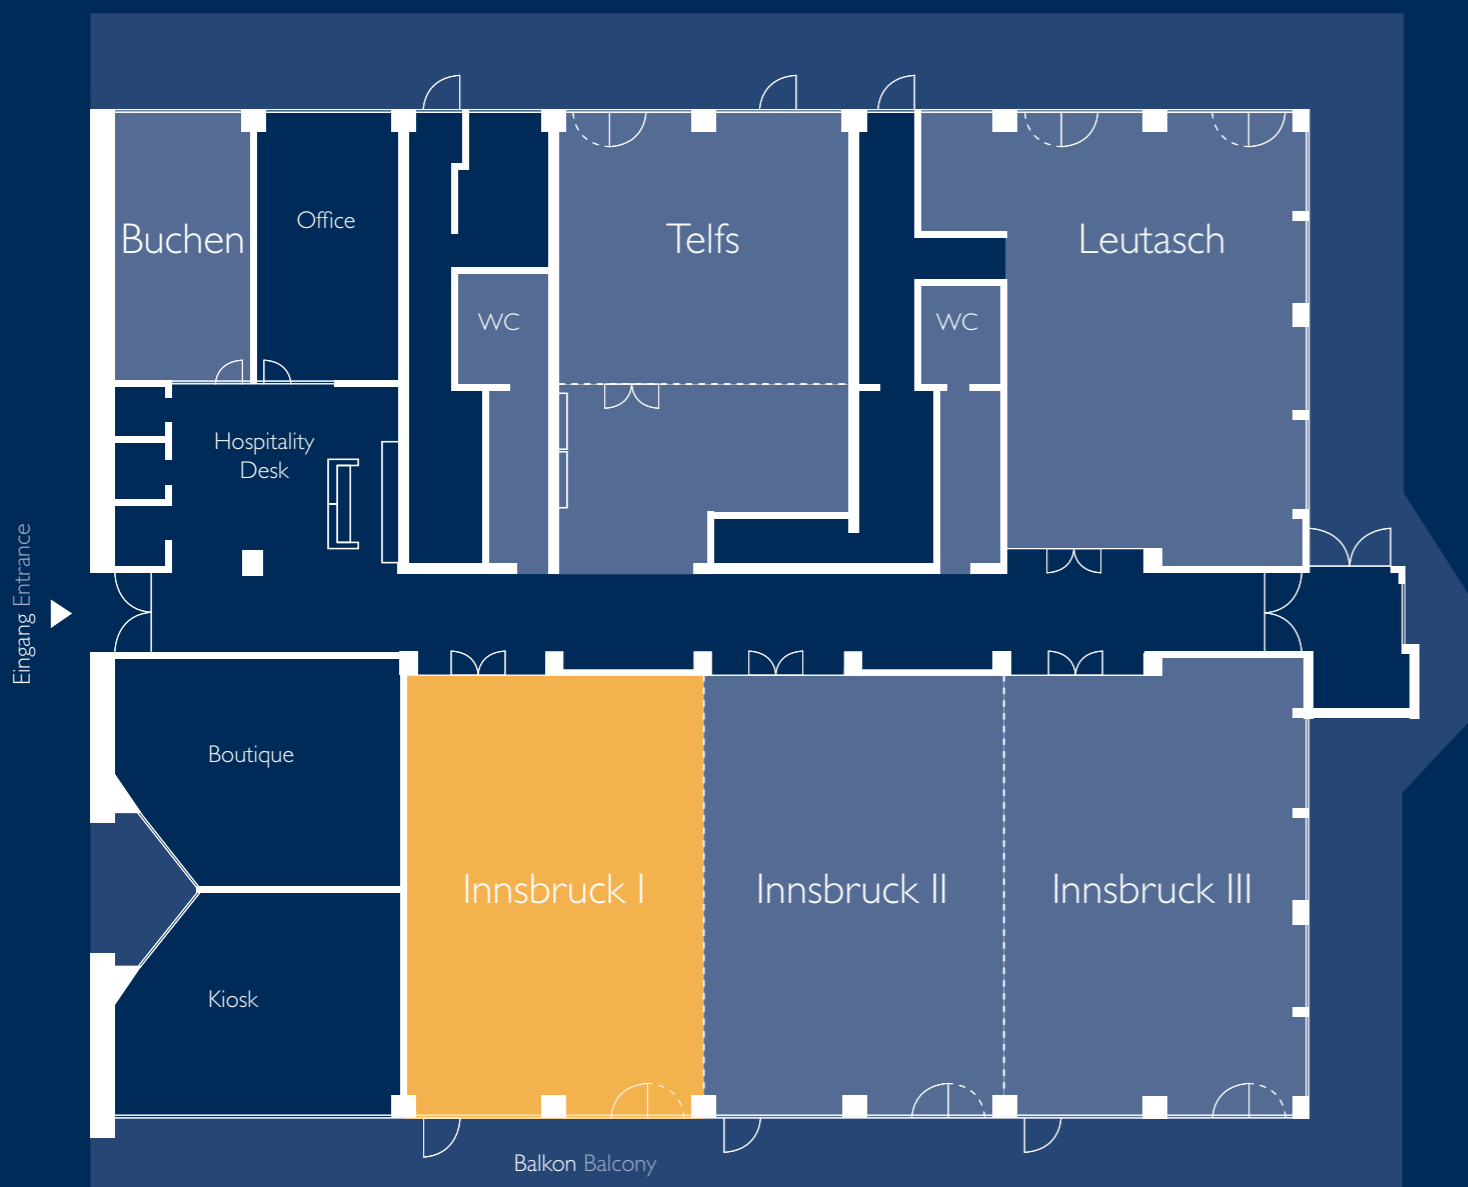 Buchen
Office
Telfs
Leutasch
WC
WC
Hospitality
Desk
Eingang Entrance
Boutique
Innsbruck I
Innsbruck II
Innsbruck III
Kiosk
Balkon Balcony